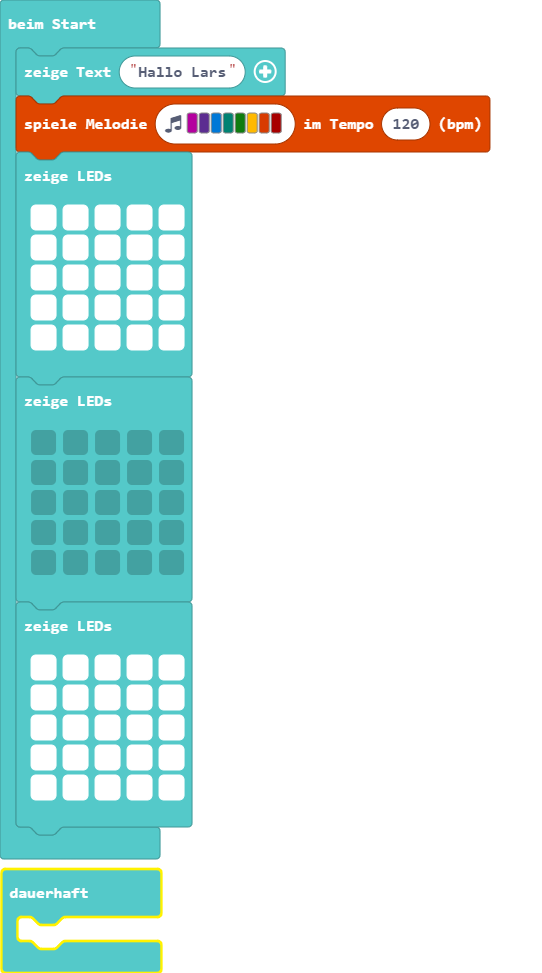 beim Start
zeige Text "Hallo Lars"
spiele Melodie im Tempo 120 (bpm)
zeige LEDs
zeige LEDs
zeige LEDs
dauerhaft